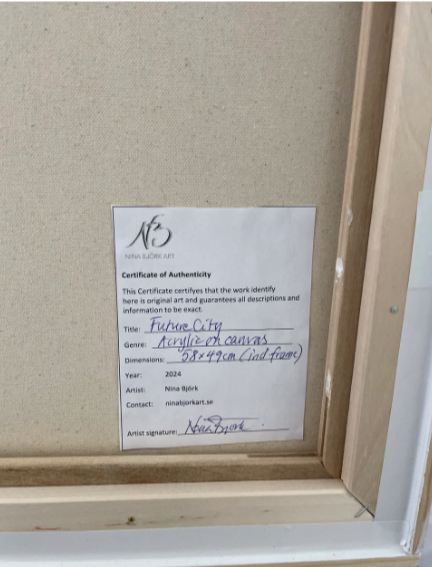 NB
NINA BJÖRK ART
Certificate of Authenticity
This Certificate certifyes that the work identify
here is original art and guarantees all descriptions and
information to be exact.
Title: Future City
Genre: Acrylic on canvas
Dimensions: 58x49cm (incl frame)
Year: 2024
Artist: Nina Björk
Contact: ninabjorkart.se
Artist signature: Nina Björk